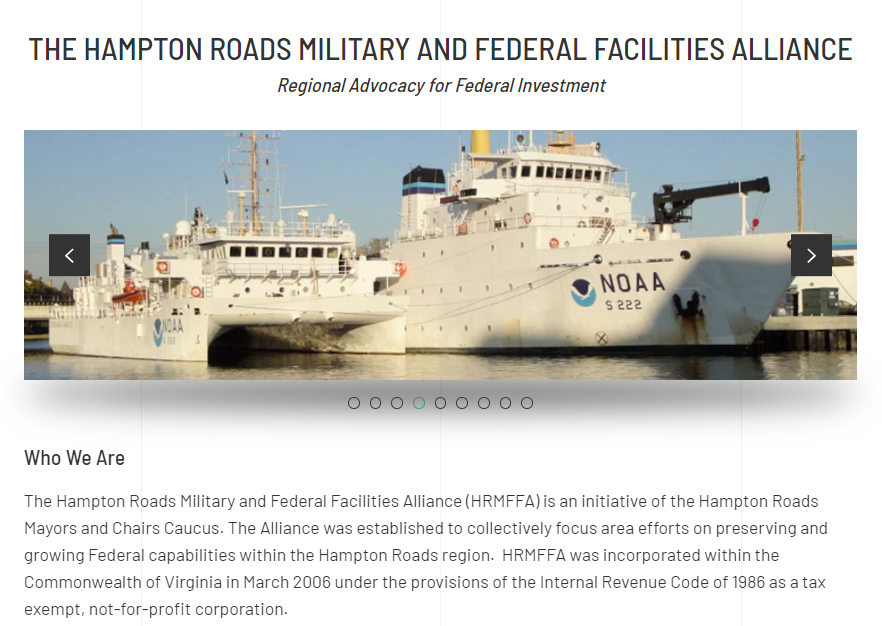 THE HAMPTON ROADS MILITARY AND FEDERAL FACILITIES ALLIANCE
Regional Advocacy for Federal Investment
NOAA
S 222
NOAA
Who We Are
The Hampton Roads Military and Federal Facilities Alliance (HRMFFA) is an initiative of the Hampton Roads
Mayors and Chairs Caucus. The Alliance was established to collectively focus area efforts on preserving and
growing Federal capabilities within the Hampton Roads region.  HRMFFA was incorporated within the
Commonwealth of Virginia in March 2006 under the provisions of the Internal Revenue Code of 1986 as a tax
exempt, not-for-profit corporation.